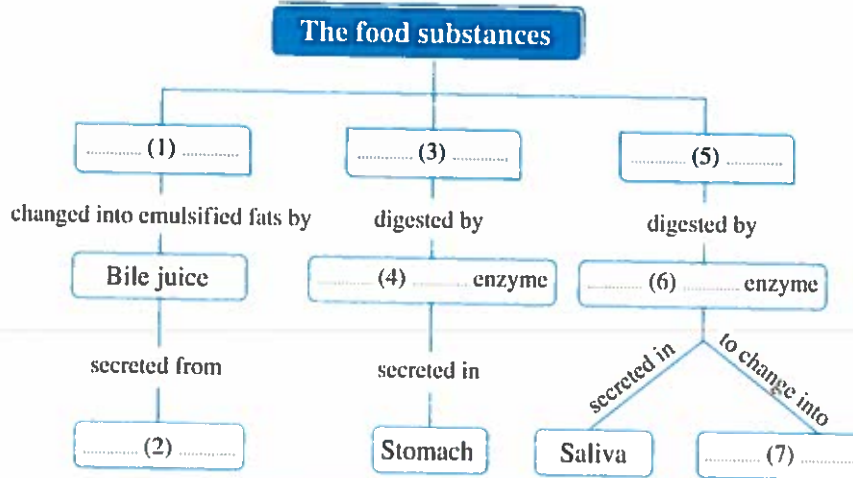 The food substances
........... (1) ...........
........... (3) ...........
........... (5) ...........
changed into emulsified fats by
digested by
digested by
Bile juice
........... (4) ........... enzyme
........... (6) ........... enzyme
secreted from
secreted in
secreted in
to change into
........... (2) ...........
Stomach
Saliva
........... (7) ...........